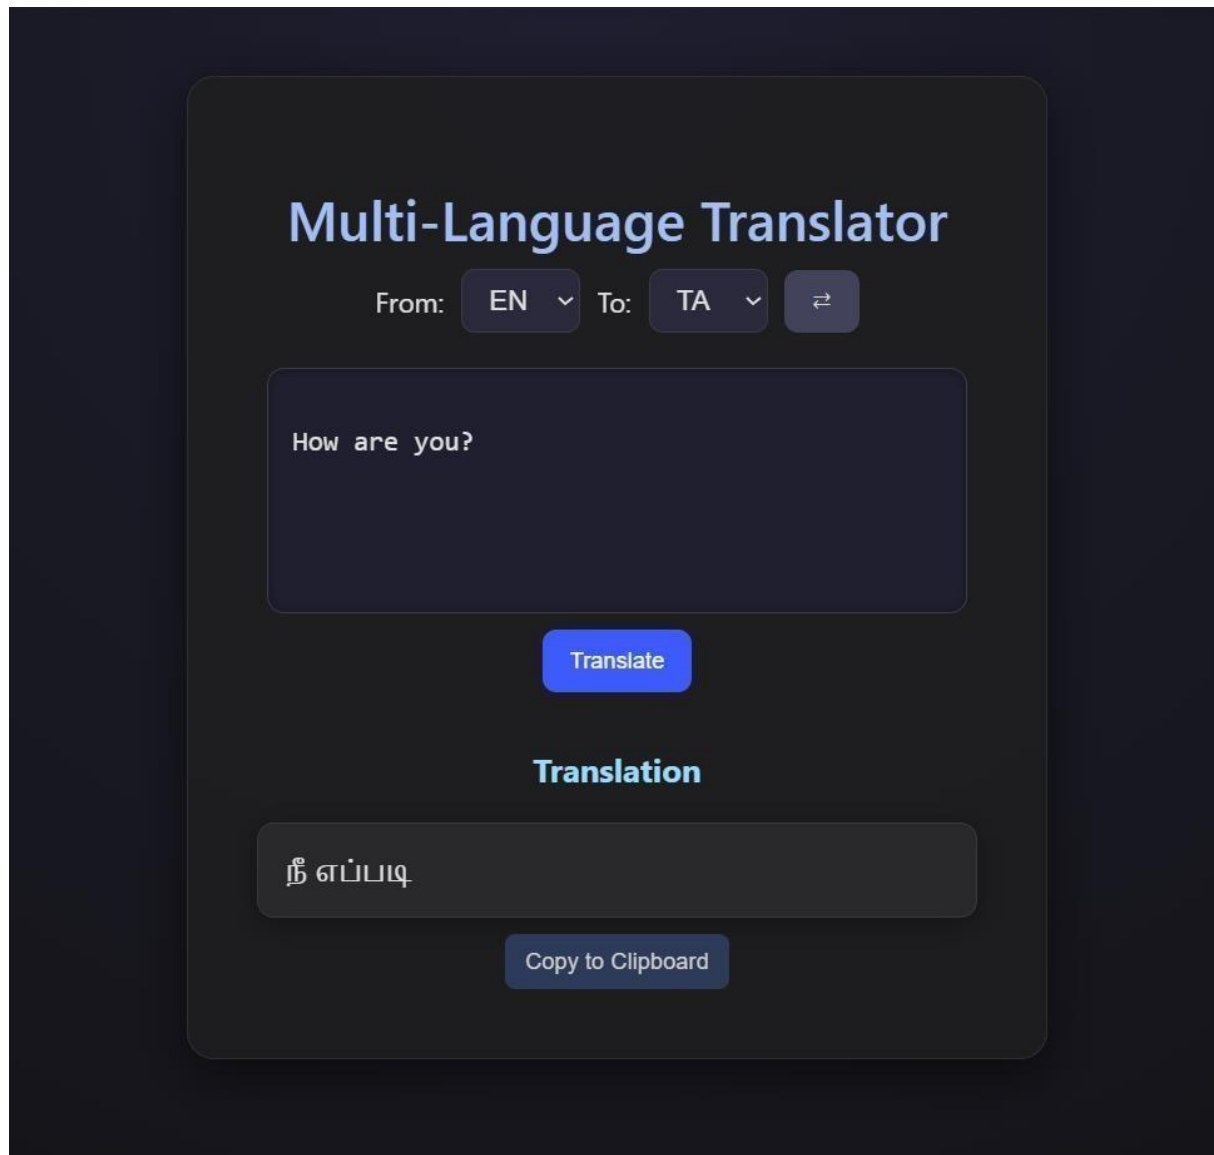 Multi-Language Translator
From: EN To: TA ⇄
How are you?
Translate
Translation
நீ எப்படி
Copy to Clipboard